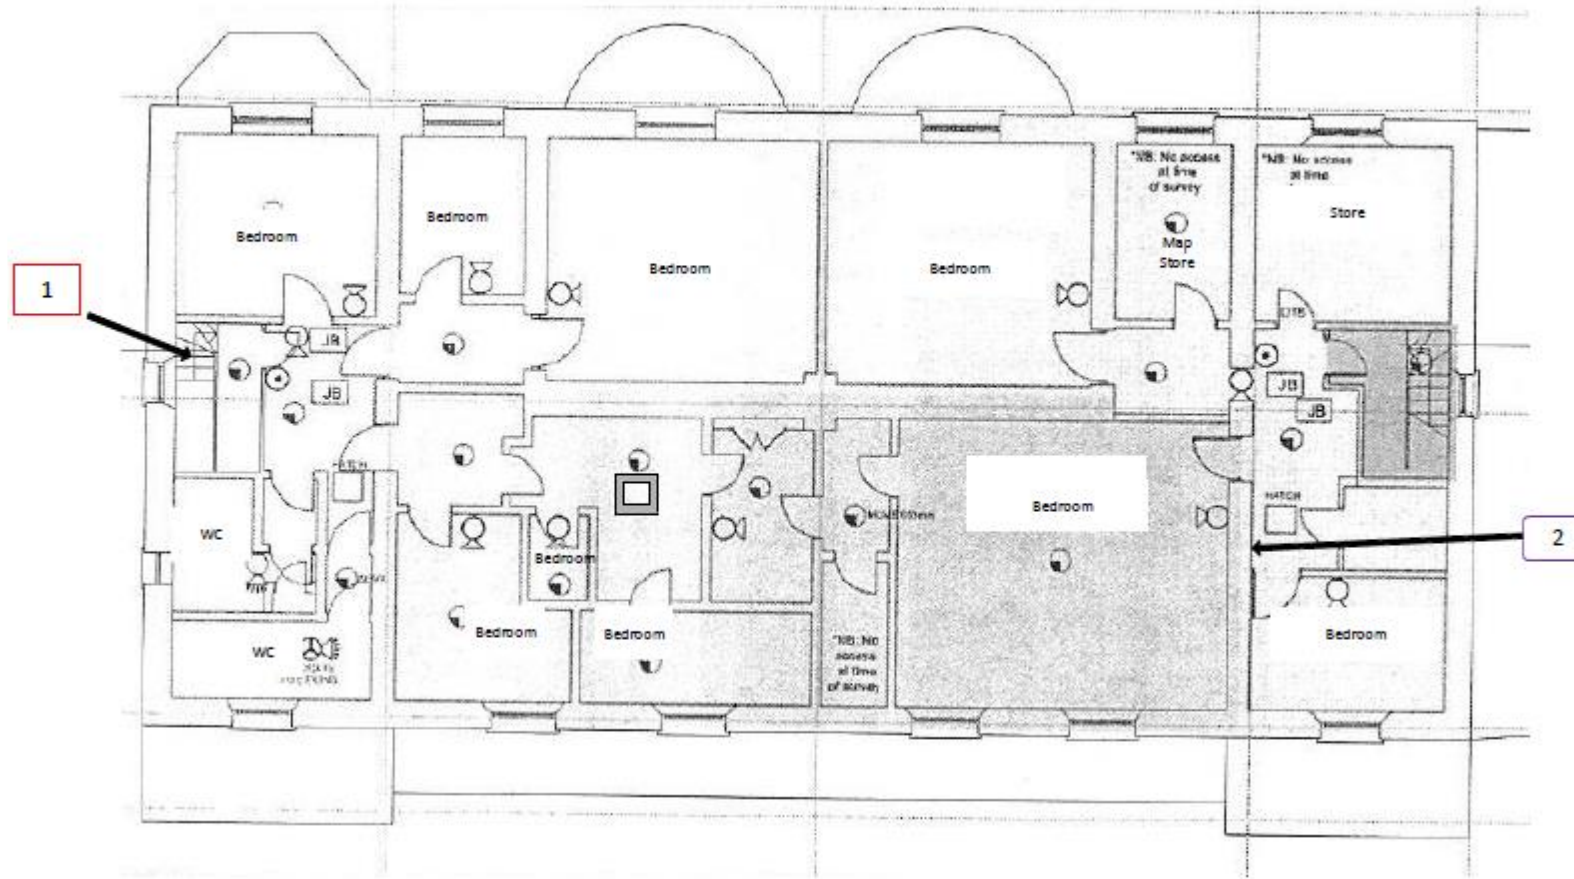 *NB: No access
at time
of survey
*NB: No access
at time
Bedroom
Bedroom
Store
Bedroom
Bedroom
Bedroom
Map
Store
1
JB
JB
JB
JB
HATCH
HATCH
Bedroom
WC
Bedroom
2
Bedroom
Bedroom
Bedroom
WC
*NB: No
access
at time
of survey